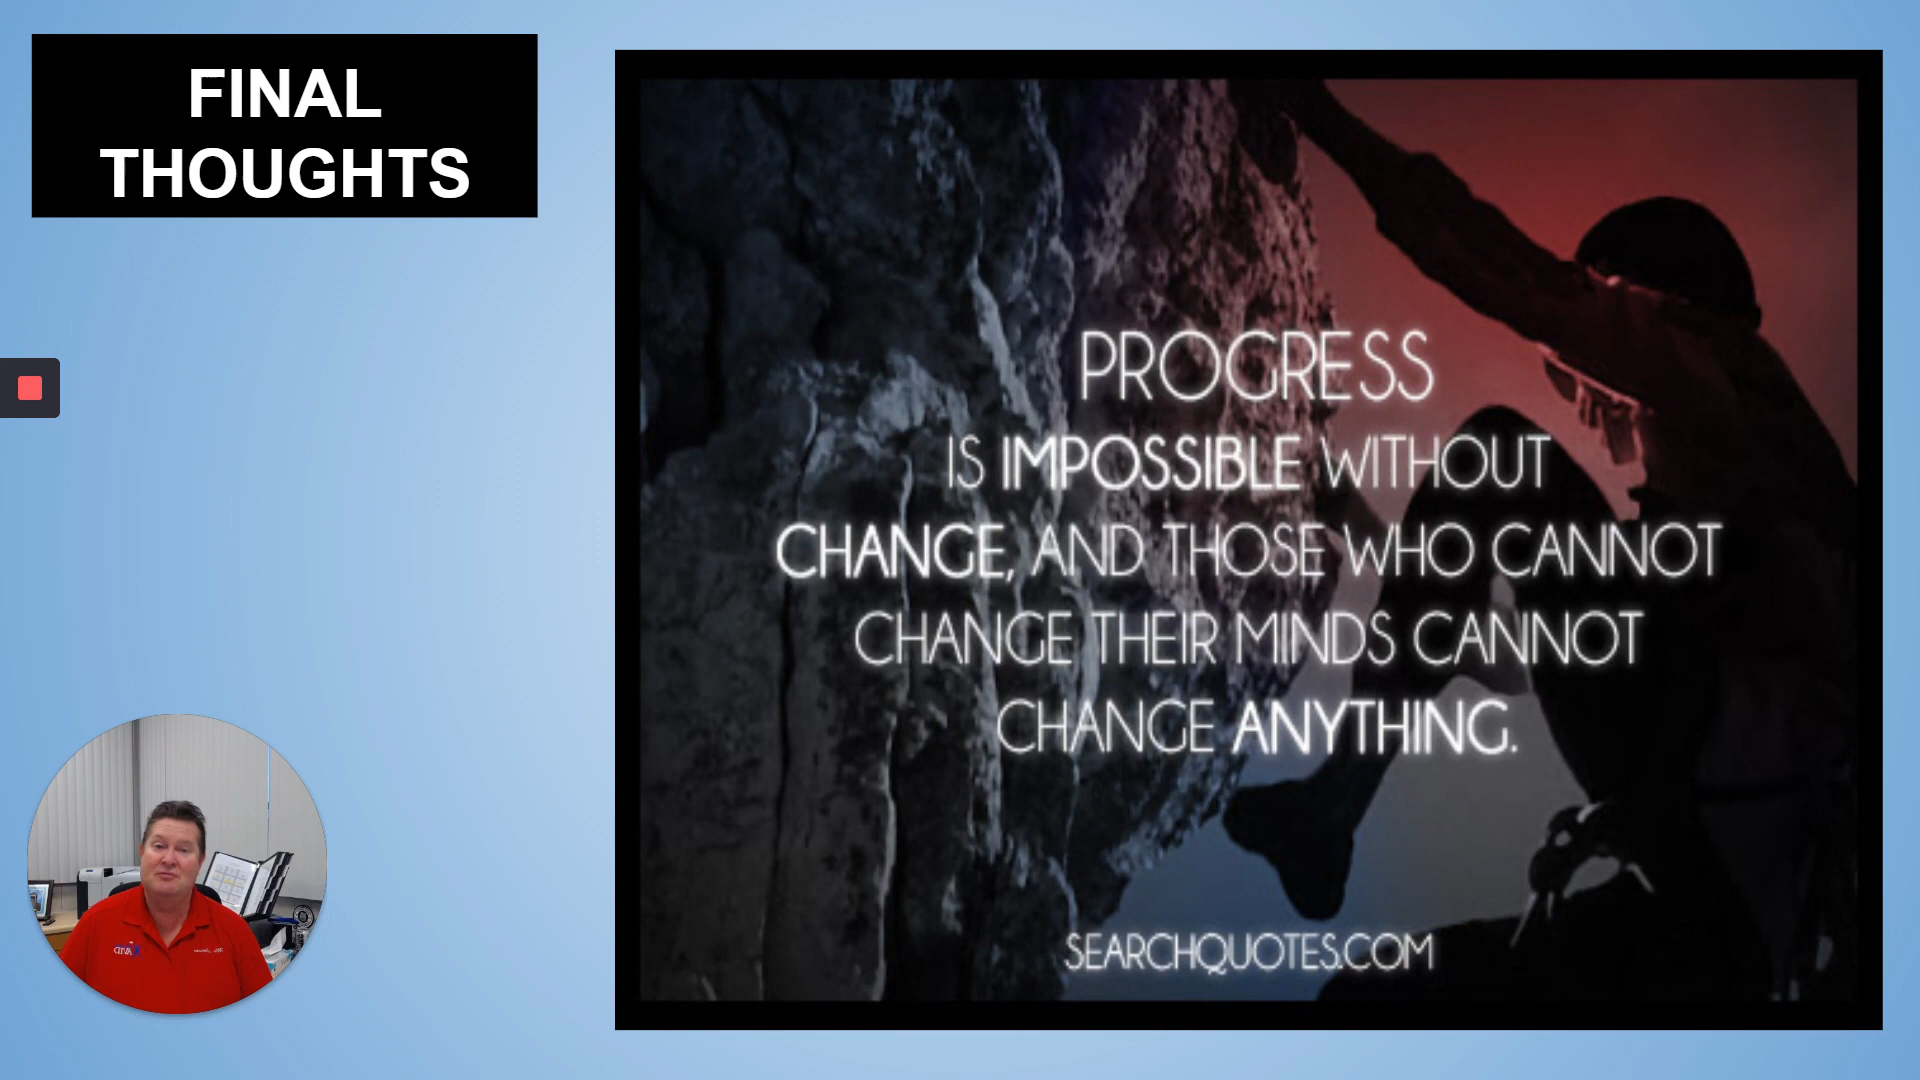 FINAL
THOUGHTS
PROGRESS
IS IMPOSSIBLE WITHOUT
CHANGE, AND THOSE WHO CANNOT
CHANGE THEIR MINDS CANNOT
CHANGE ANYTHING.
SEARCHQUOTES.COM